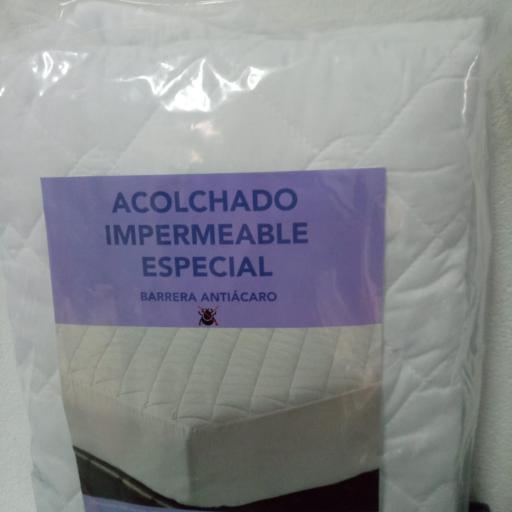 ACOLCHADO
IMPERMEABLE
ESPECIAL
BARRERA ANTIÁCARO